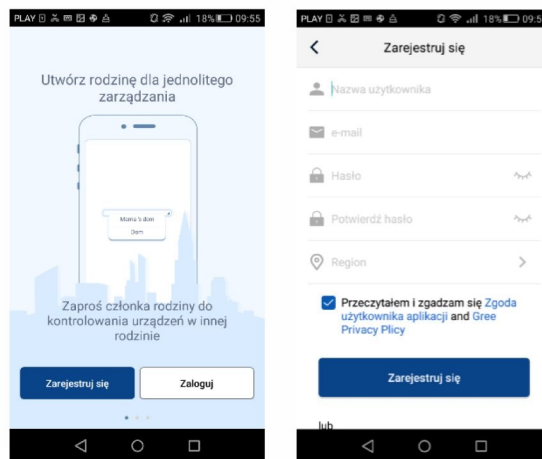 PLAY 18% 09:55
Utwórz rodzinę dla jednolitego
zarządzania
Mama's dom
Dom
Zaproś członka rodziny do
kontrolowania urządzeń w innej
rodzinie
Zarejestruj się
Zaloguj
PLAY 18% 09:5
Zarejestruj się
Nazwa użytkownika
e-mail
Hasło
Potwierdź hasło
Region
Przeczytałem i zgadzam się Zgoda
użytkownika aplikacji and Gree
Privacy Plicy
Zarejestruj się
lub